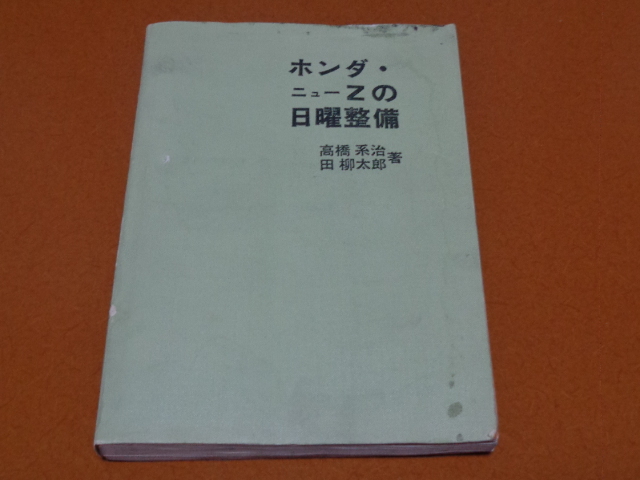 ホンダ・
ニューZの
日曜整備
高橋 系治
田 柳太郎 著